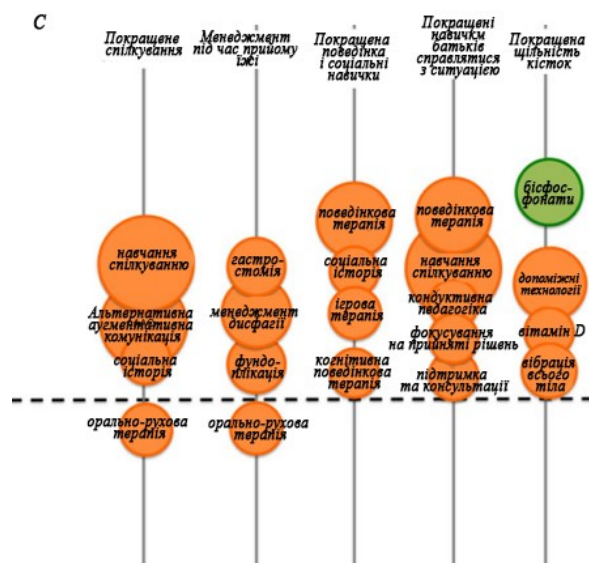 C
Покращене
спілкування
Менеджмент
під час прийому
їжі
Покращена
поведінка
і соціальні
навички
Покращені
навичкм
батьків
справлятися
з ситуацією
Покращена
щільність
кісток
навчання
спілкуванню
Альтернативна
аугментативна
комунікація
соціальна
історія
орально-рухова
терапія
гастро-
стомія
менеджмент
дисфагії
фундо-
плікація
орально-рухова
терапія
поведінкова
терапія
соціальна
історія
ігрова
терапія
когнітивна
поведінкова
терапія
поведінкова
терапія
навчання
спілкуванню
кондуктивна
педагогіка
фокусування
на прийняті рішень
підтримка
та консультації
бісфос-
фонати
допоміжні
технології
вітамін D
вібрація
всього
тіла